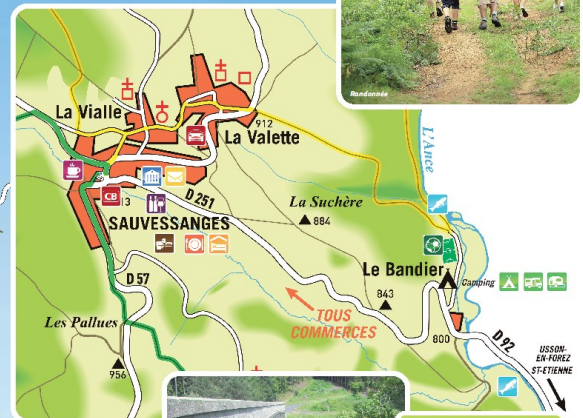 Randonnée
La Vialle
La Valette
912
L'Ance
CB
3
D 251
SAUVESSANGES
La Suchère
884
Le Bandier
Camping
D 57
TOUS
COMMERCES
843
800
D 92
Les Pallues
956
USSON-
EN-FOREZ
ST-ETIENNE